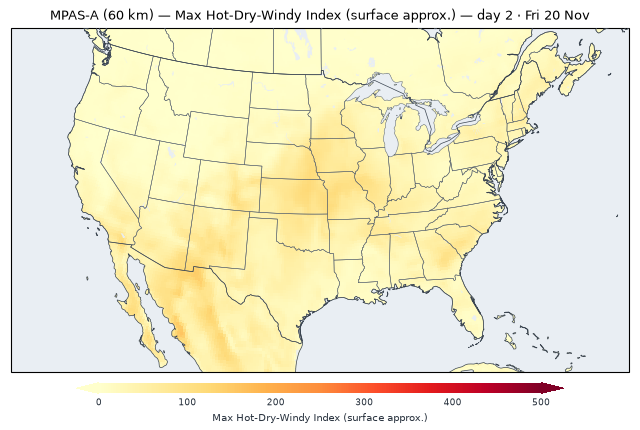 MPAS-A (60 km) — Max Hot-Dry-Windy Index (surface approx.) — day 2 · Fri 20 Nov
0 100 200 300 400 500
Max Hot-Dry-Windy Index (surface approx.)